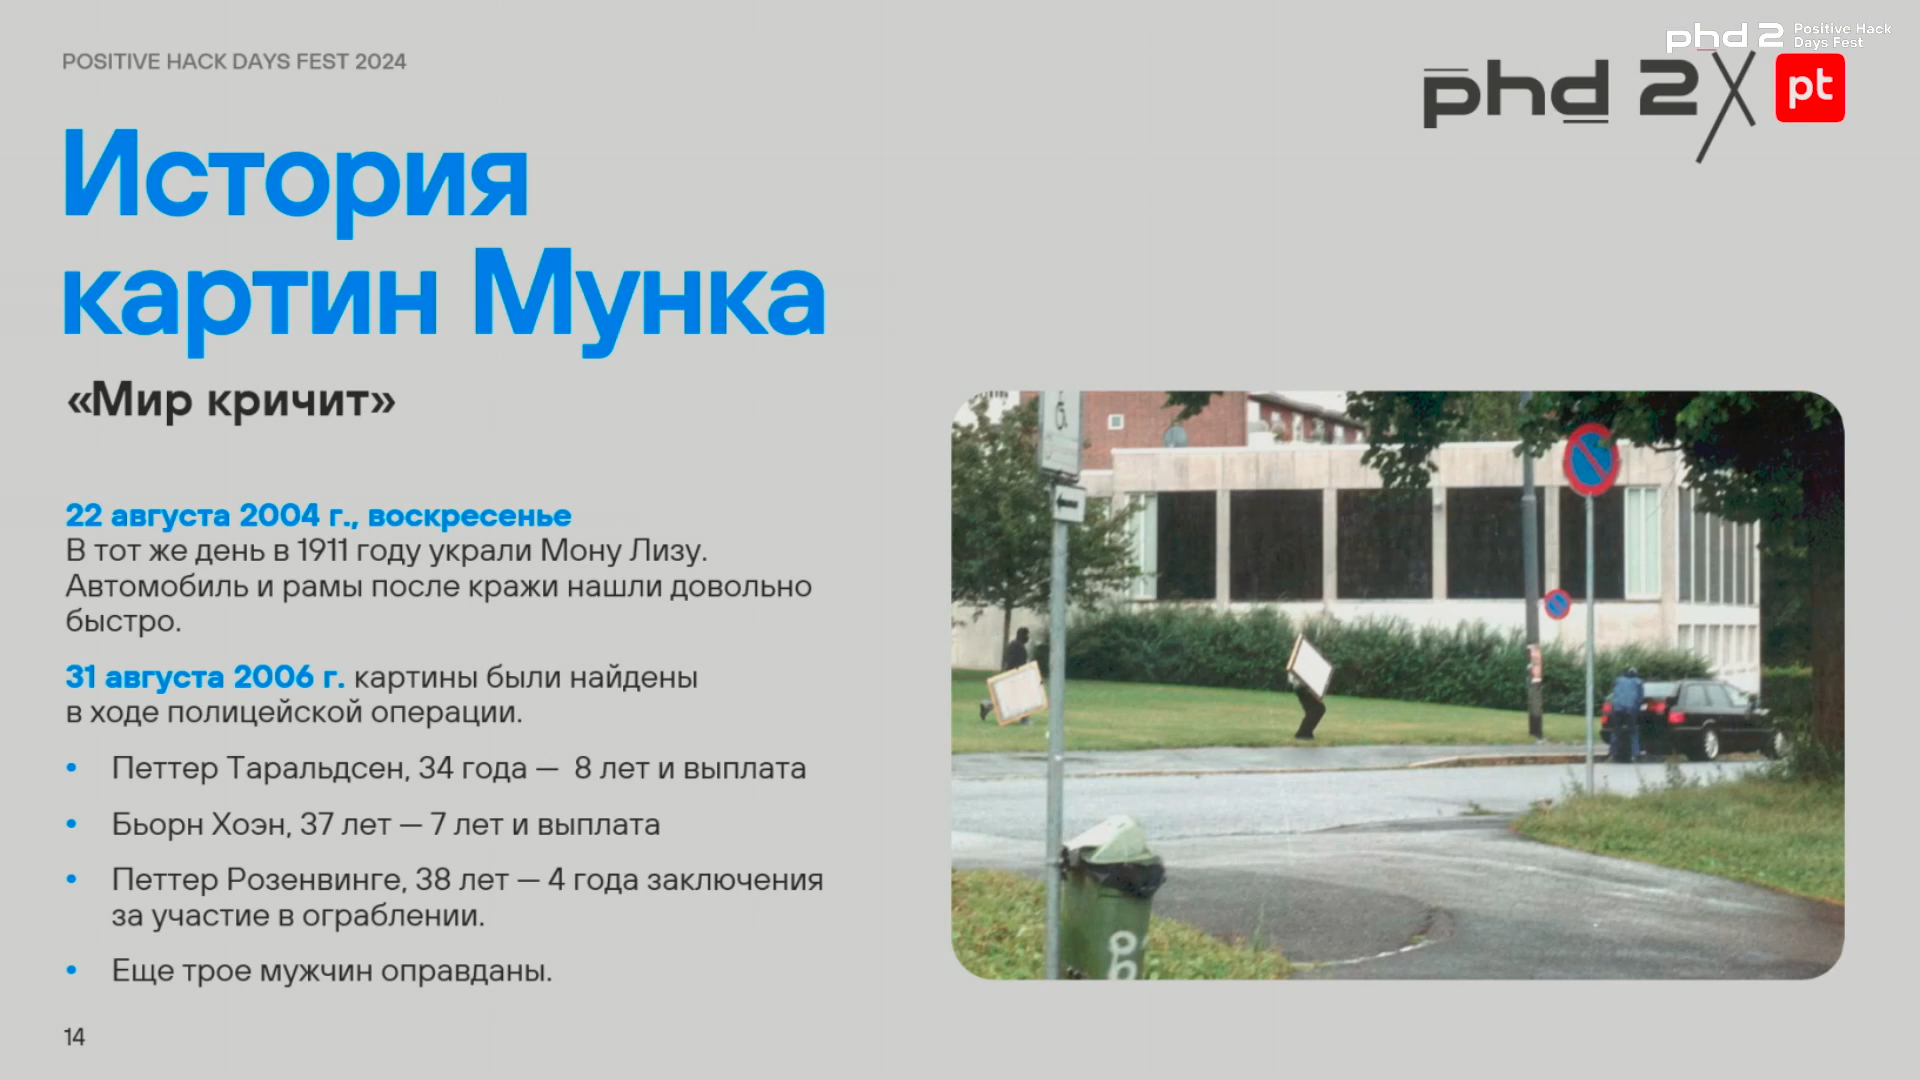 POSITIVE HACK DAYS FEST 2024
phd 2 Positive Hack
Days Fest
phd 2
pt
История
картин Мунка
«Мир кричит»
22 августа 2004 г., воскресенье
В тот же день в 1911 году украли Мону Лизу.
Автомобиль и рамы после кражи нашли довольно
быстро.
31 августа 2006 г. картины были найдены
в ходе полицейской операции.
• Петтер Таральдсен, 34 года — 8 лет и выплата
• Бьорн Хоэн, 37 лет — 7 лет и выплата
• Петтер Розенвинге, 38 лет — 4 года заключения
за участие в ограблении.
• Еще трое мужчин оправданы.
14